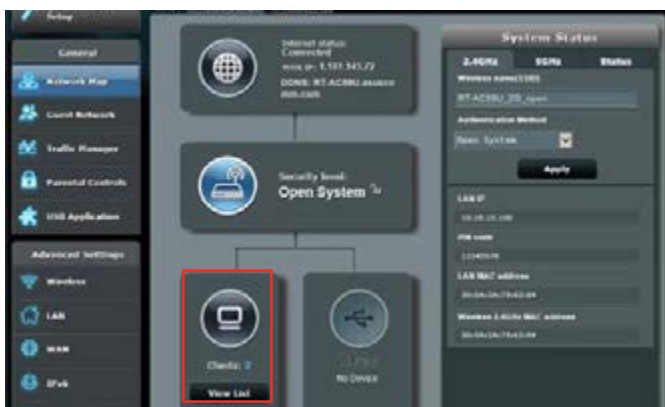 Setup
General
Network Map
Guest Network
Traffic Manager
Parental Controls
USB Application
Advanced Settings
Wireless
LAN
WAN
IPv6
Internet status:
Connected
DDNS: RT-AC88U.asusco
mm.com
Security level:
Open System
Clients: 2
View List
No Device
System Status
2.4GHz 5GHz Status
Wireless name(SSID)
Authentication Method
Open System
Apply
LAN IP
PIN code
12345670
LAN MAC address
Wireless 2.4GHz MAC address